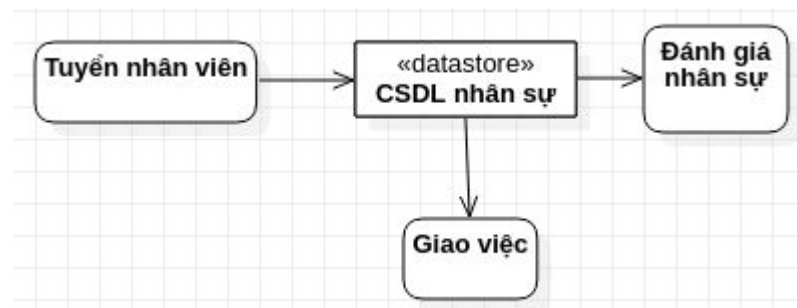 Tuyển nhân viên
«datastore»
CSDL nhân sự
Đánh giá
nhân sự
Giao việc